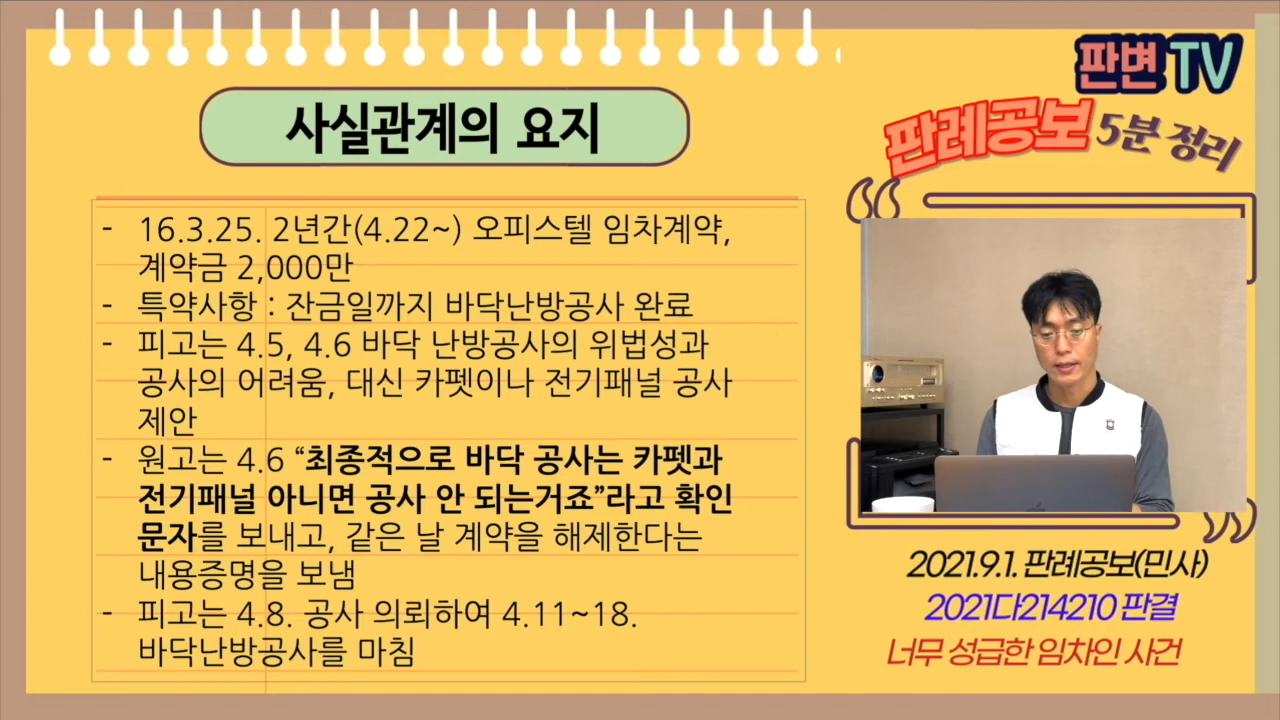 판변 TV
판례공보 5분 정리
사실관계의 요지
- 16.3.25. 2년간(4.22~) 오피스텔 임차계약,
계약금 2,000만
- 특약사항 : 잔금일까지 바닥난방공사 완료
- 피고는 4.5, 4.6 바닥 난방공사의 위법성과
공사의 어려움, 대신 카펫이나 전기패널 공사
제안
- 원고는 4.6 “최종적으로 바닥 공사는 카펫과
전기패널 아니면 공사 안 되는거죠”라고 확인
문자를 보내고, 같은 날 계약을 해제한다는
내용증명을 보냄
- 피고는 4.8. 공사 의뢰하여 4.11~18.
바닥난방공사를 마침
2021.9.1. 판례공보(민사)
2021다214210 판결
너무 성급한 임차인 사건